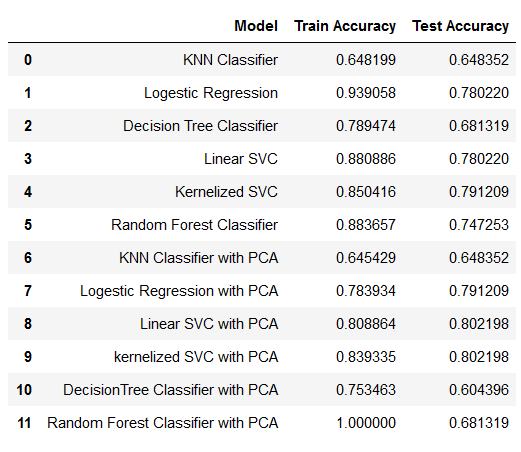 Model Train Accuracy Test Accuracy
0 KNN Classifier 0.648199 0.648352
1 Logestic Regression 0.939058 0.780220
2 Decision Tree Classifier 0.789474 0.681319
3 Linear SVC 0.880886 0.780220
4 Kernelized SVC 0.850416 0.791209
5 Random Forest Classifier 0.883657 0.747253
6 KNN Classifier with PCA 0.645429 0.648352
7 Logestic Regression with PCA 0.783934 0.791209
8 Linear SVC with PCA 0.808864 0.802198
9 kernelized SVC with PCA 0.839335 0.802198
10 DecisionTree Classifier with PCA 0.753463 0.604396
11 Random Forest Classifier with PCA 1.000000 0.681319